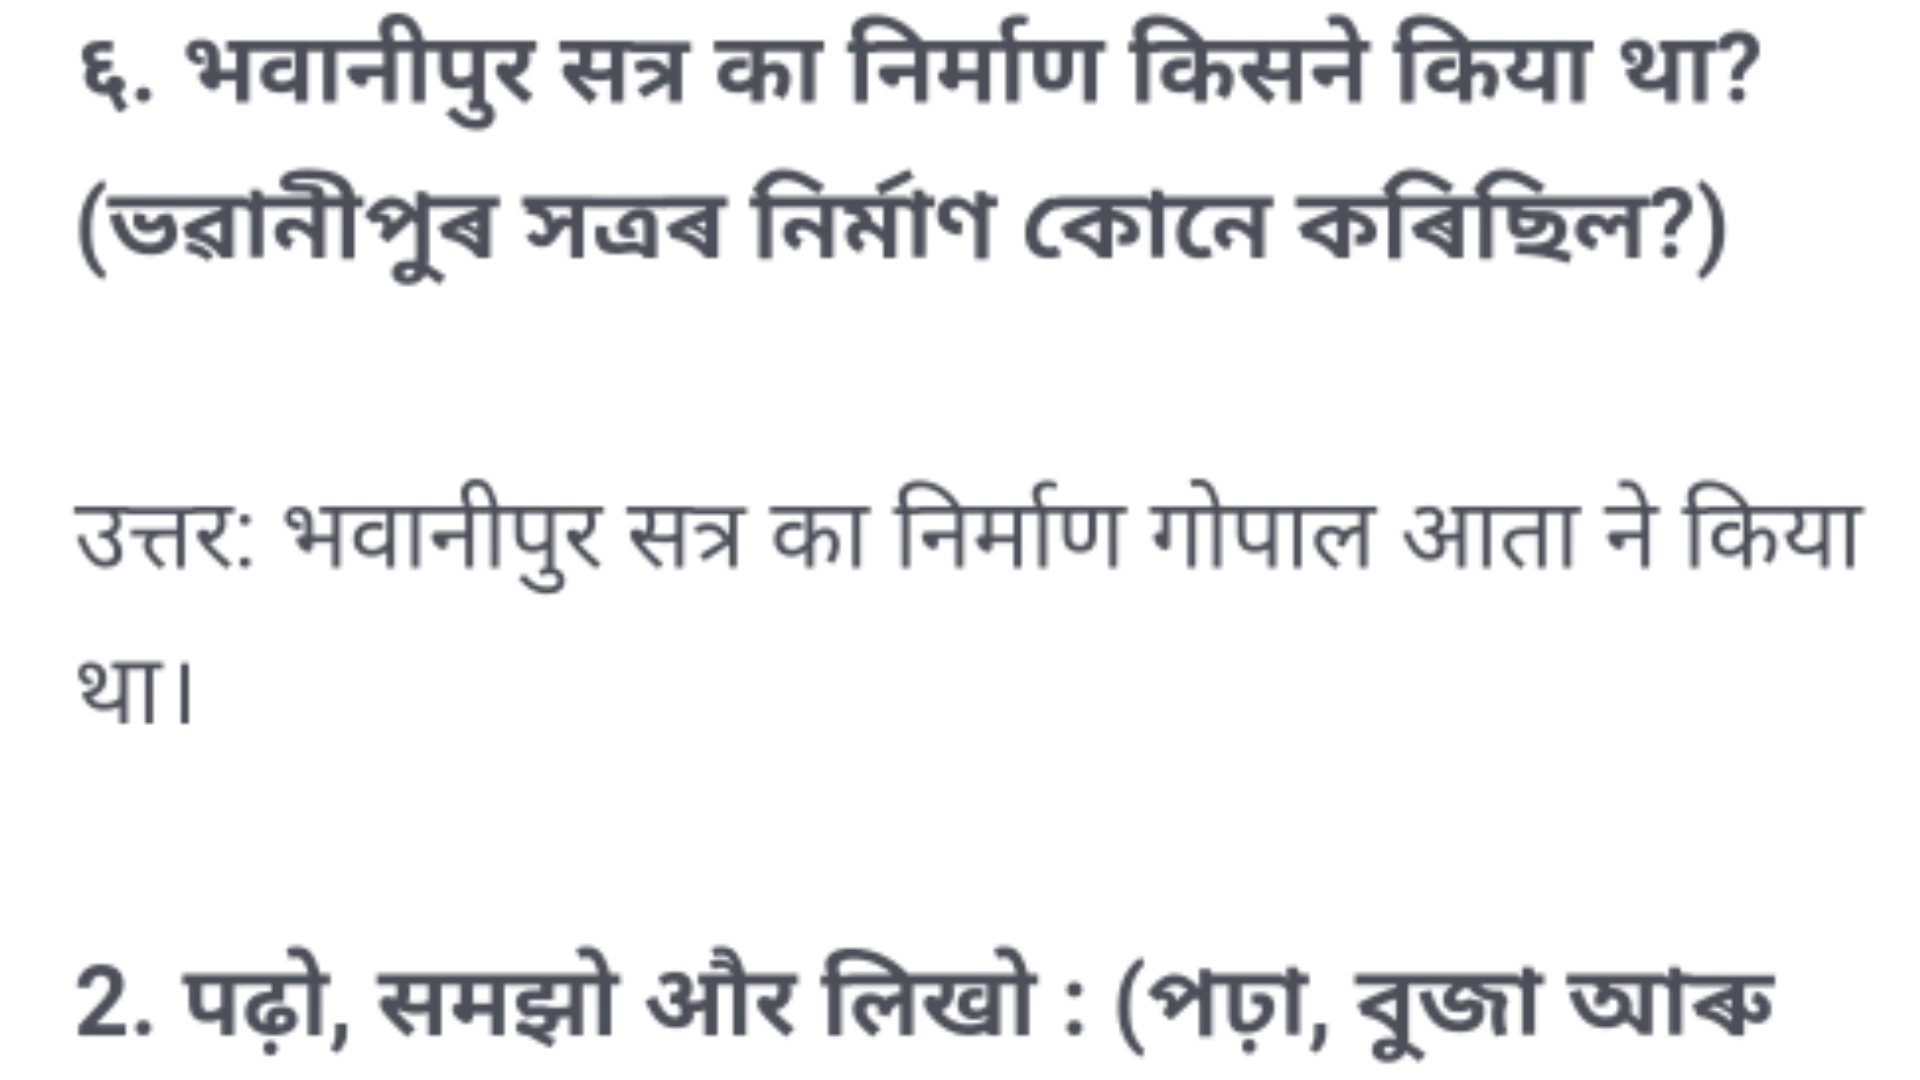 ६. भवानीपुर सत्र का निर्माण किसने किया था?
(ভৱানীপুৰ সত্ৰৰ নিৰ্মাণ কোনে কৰিছিল?)
उत्तर: भवानीपुर सत्र का निर्माण गोपाल आता ने किया
था।
2. पढ़ो, समझो और लिखो : (পঢ়া, বুজা আৰু